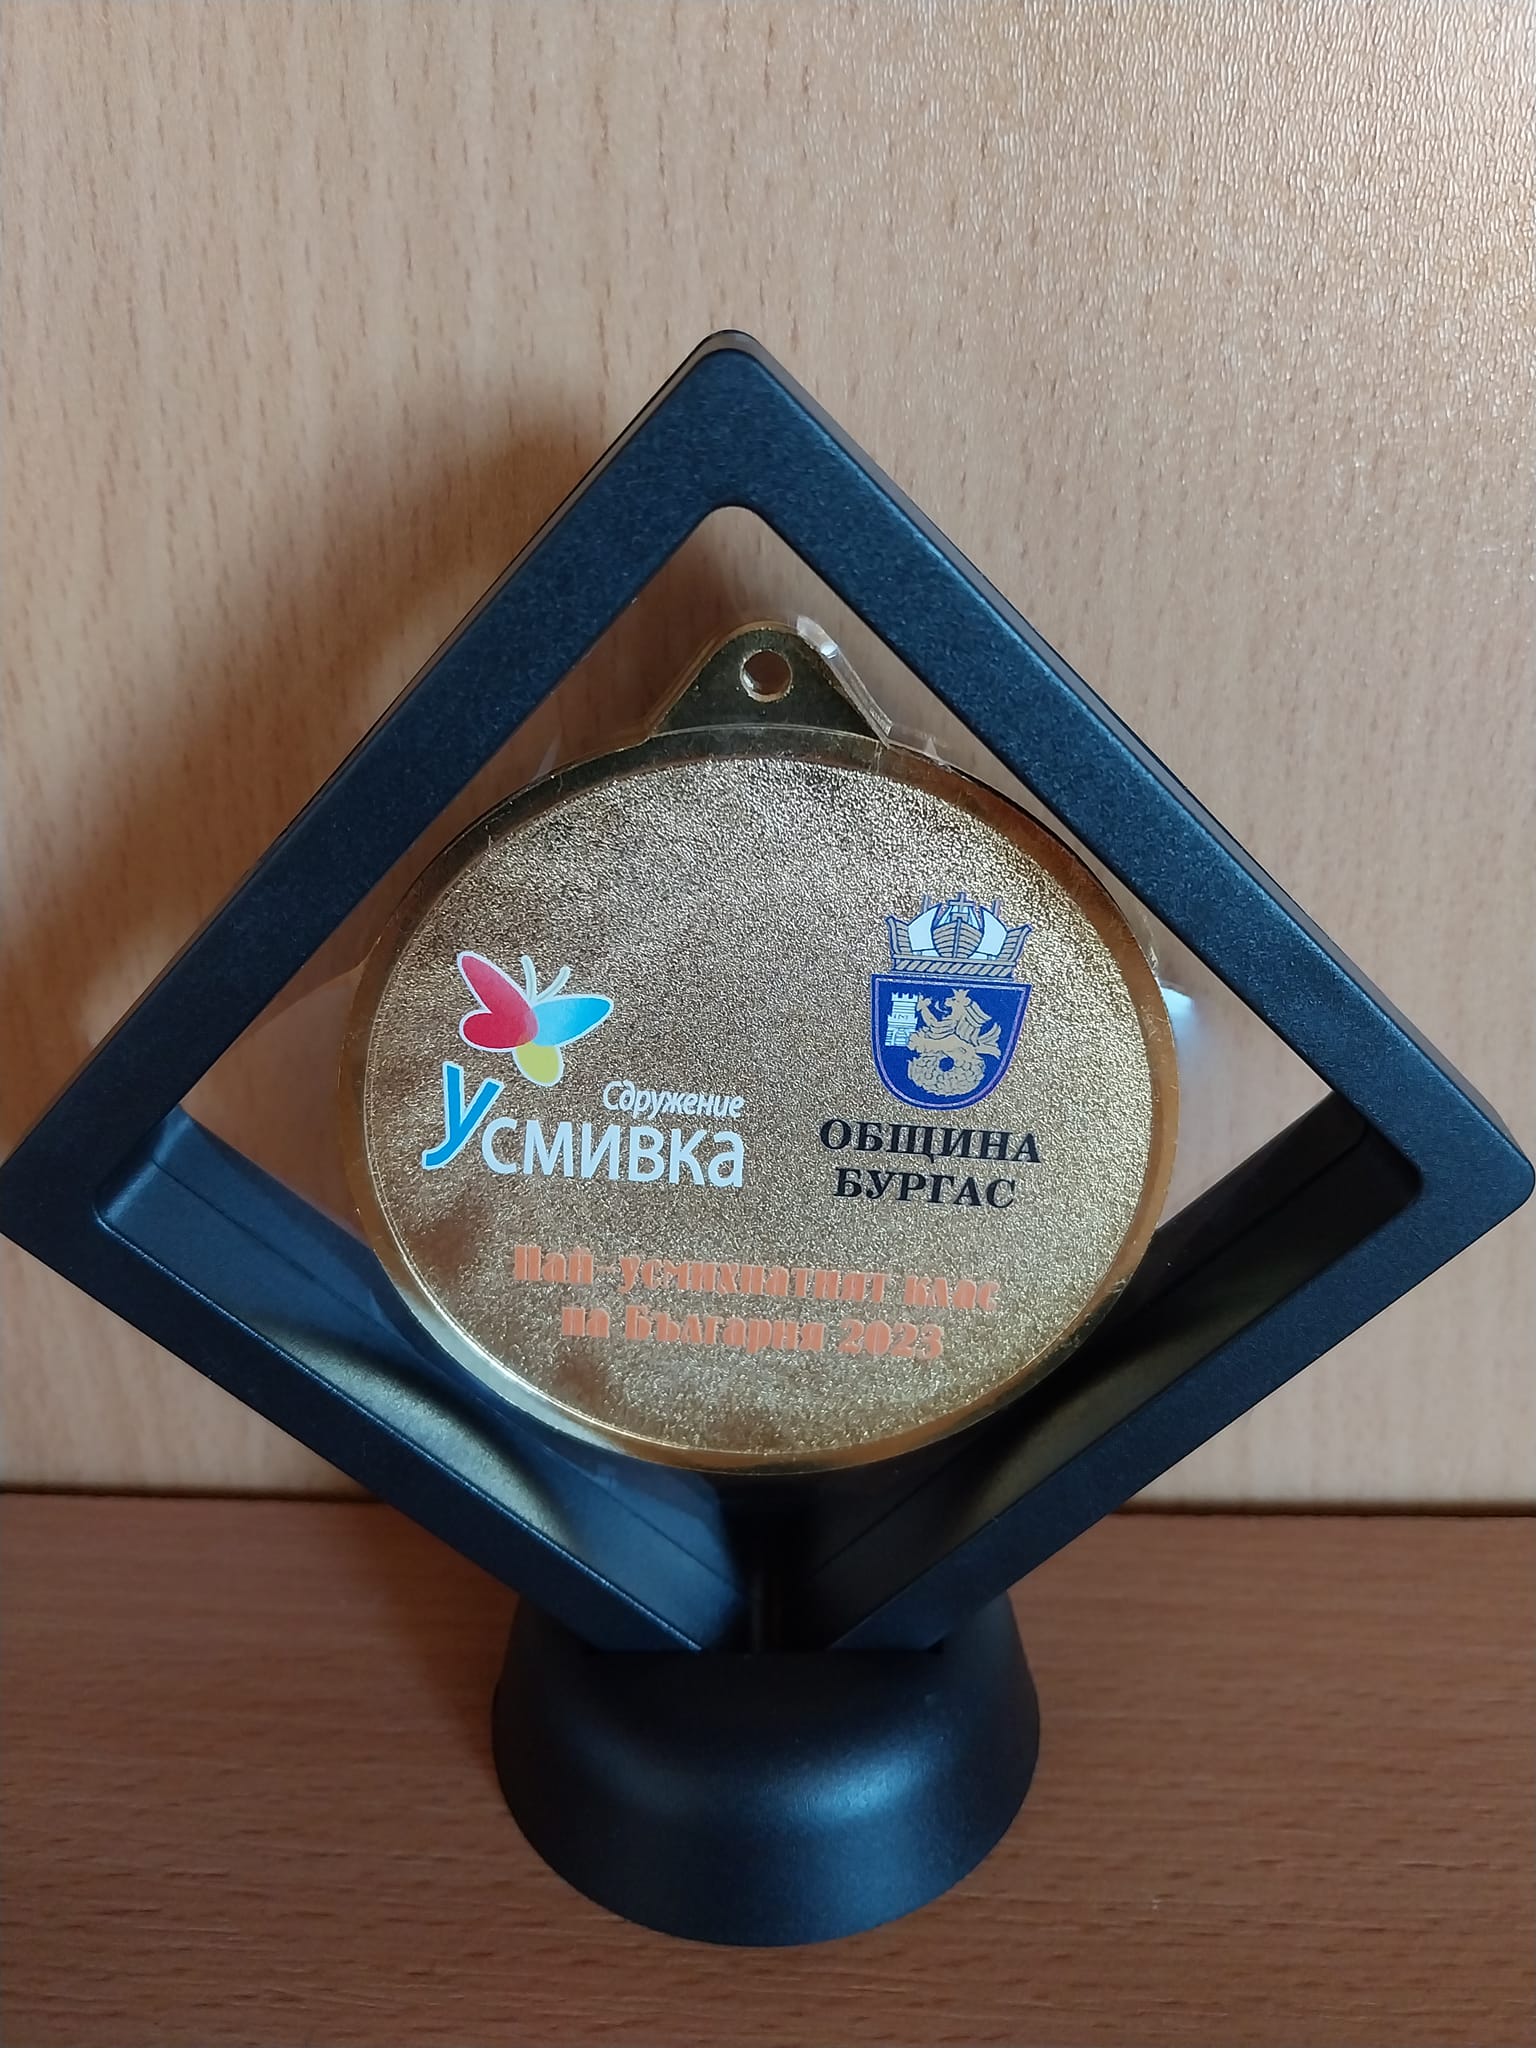 Сдружение
Усмивка
ОБЩИНА
БУРГАС
Най-усмихнатият клас
на България 2023